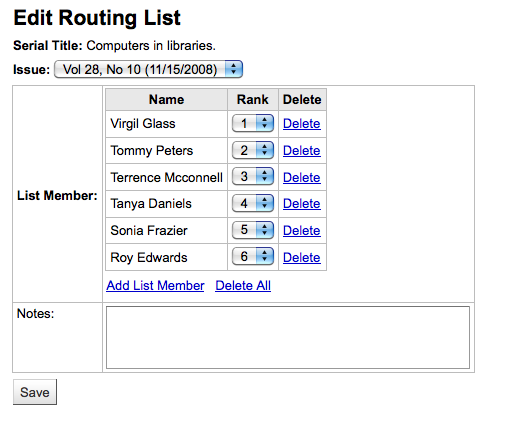 Edit Routing List
Serial Title: Computers in libraries.
Issue: Vol 28, No 10 (11/15/2008)
Name Rank Delete
Virgil Glass 1 Delete
Tommy Peters 2 Delete
Terrence Mcconnell 3 Delete
List Member: Tanya Daniels 4 Delete
Sonia Frazier 5 Delete
Roy Edwards 6 Delete
Add List Member Delete All
Notes:
Save